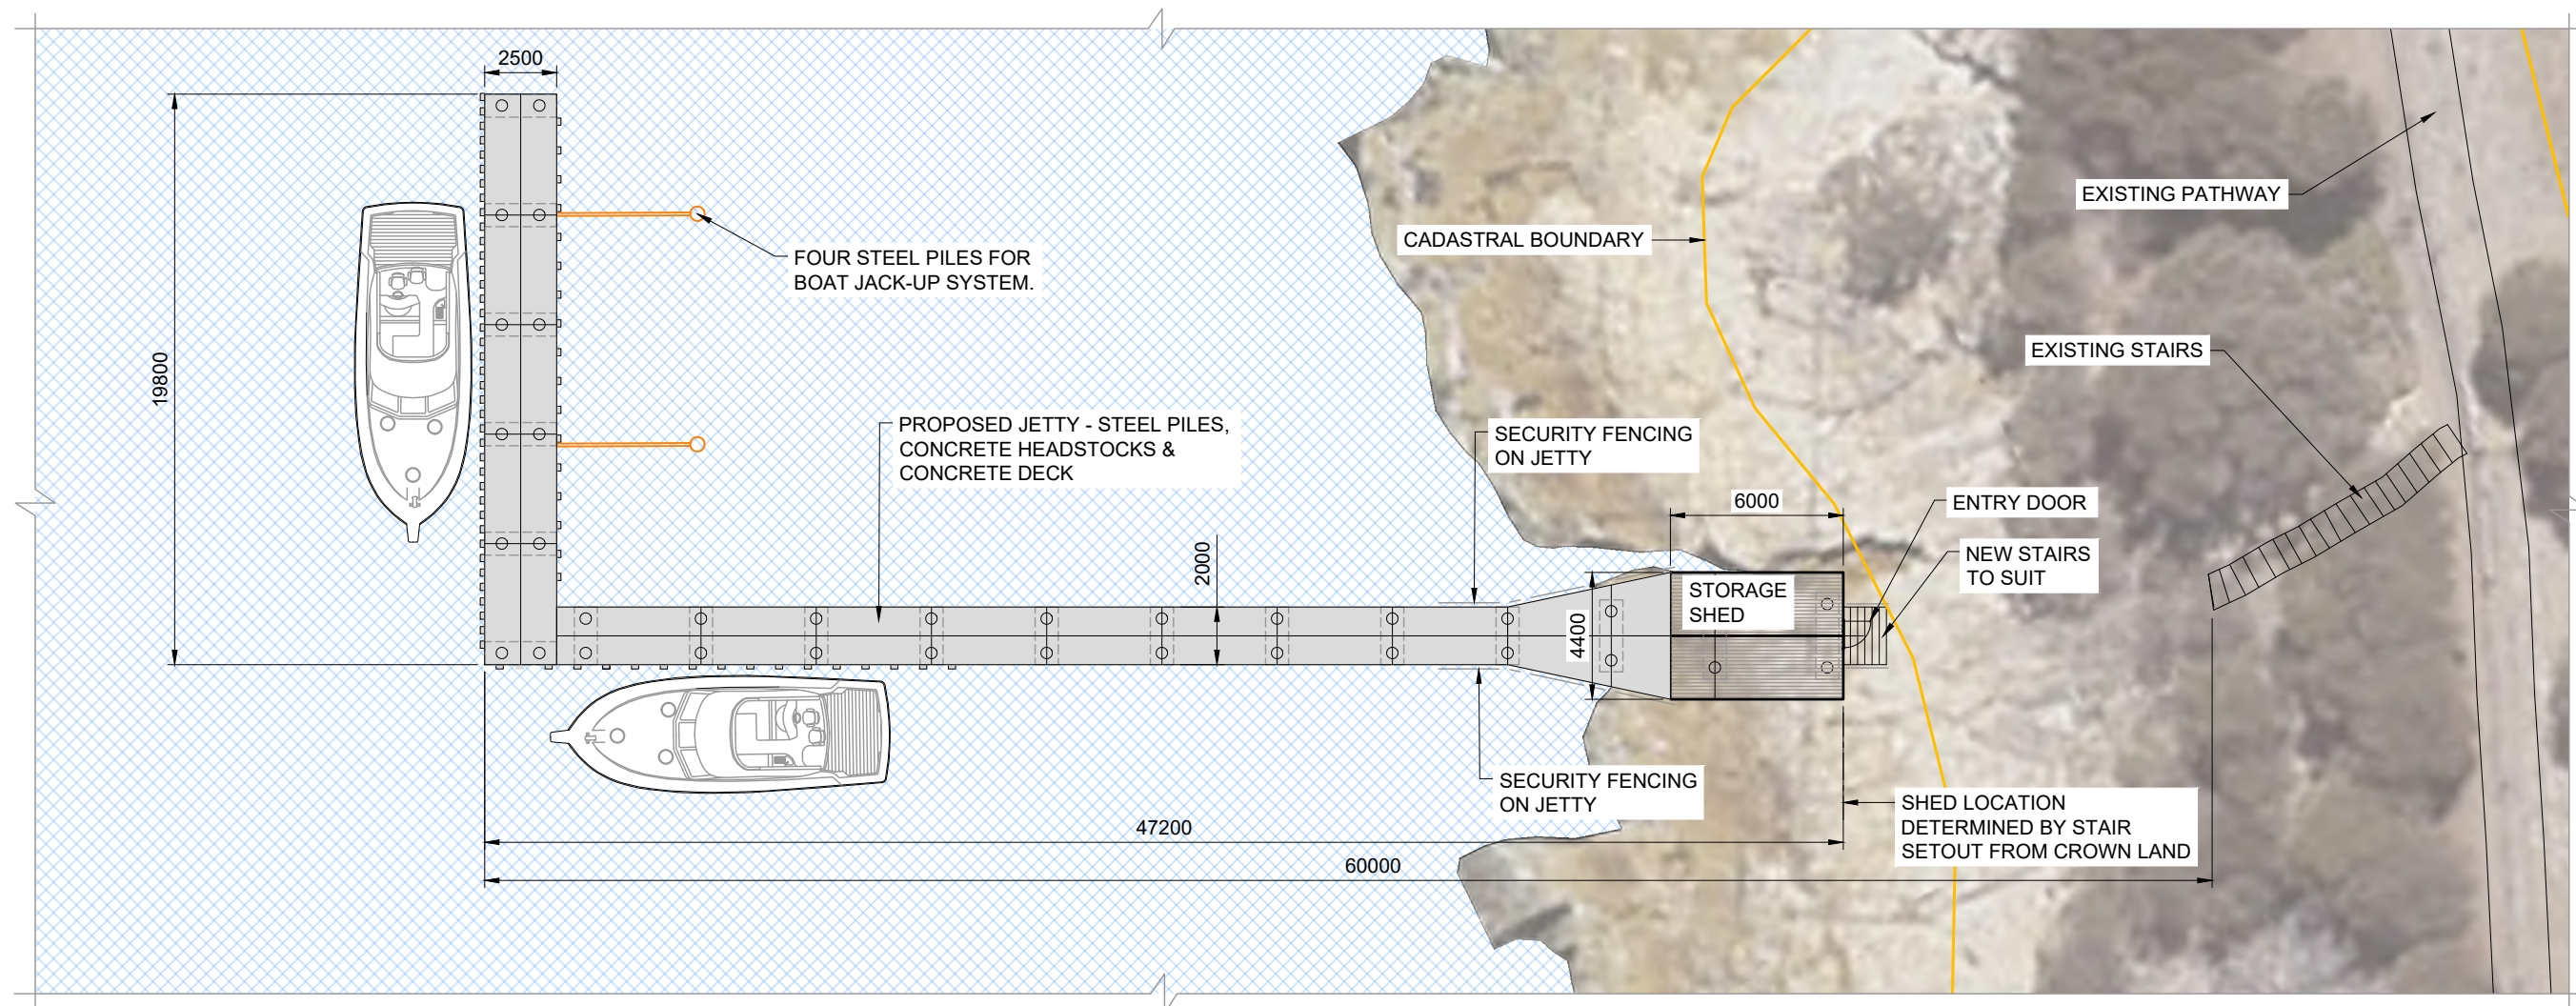 2500
19800
FOUR STEEL PILES FOR
BOAT JACK-UP SYSTEM.
CADASTRAL BOUNDARY
EXISTING PATHWAY
EXISTING STAIRS
PROPOSED JETTY - STEEL PILES,
CONCRETE HEADSTOCKS &
CONCRETE DECK
SECURITY FENCING
ON JETTY
6000
ENTRY DOOR
NEW STAIRS
TO SUIT
2000
STORAGE
SHED
4400
SECURITY FENCING
ON JETTY
SHED LOCATION
DETERMINED BY STAIR
SETOUT FROM CROWN LAND
47200
60000